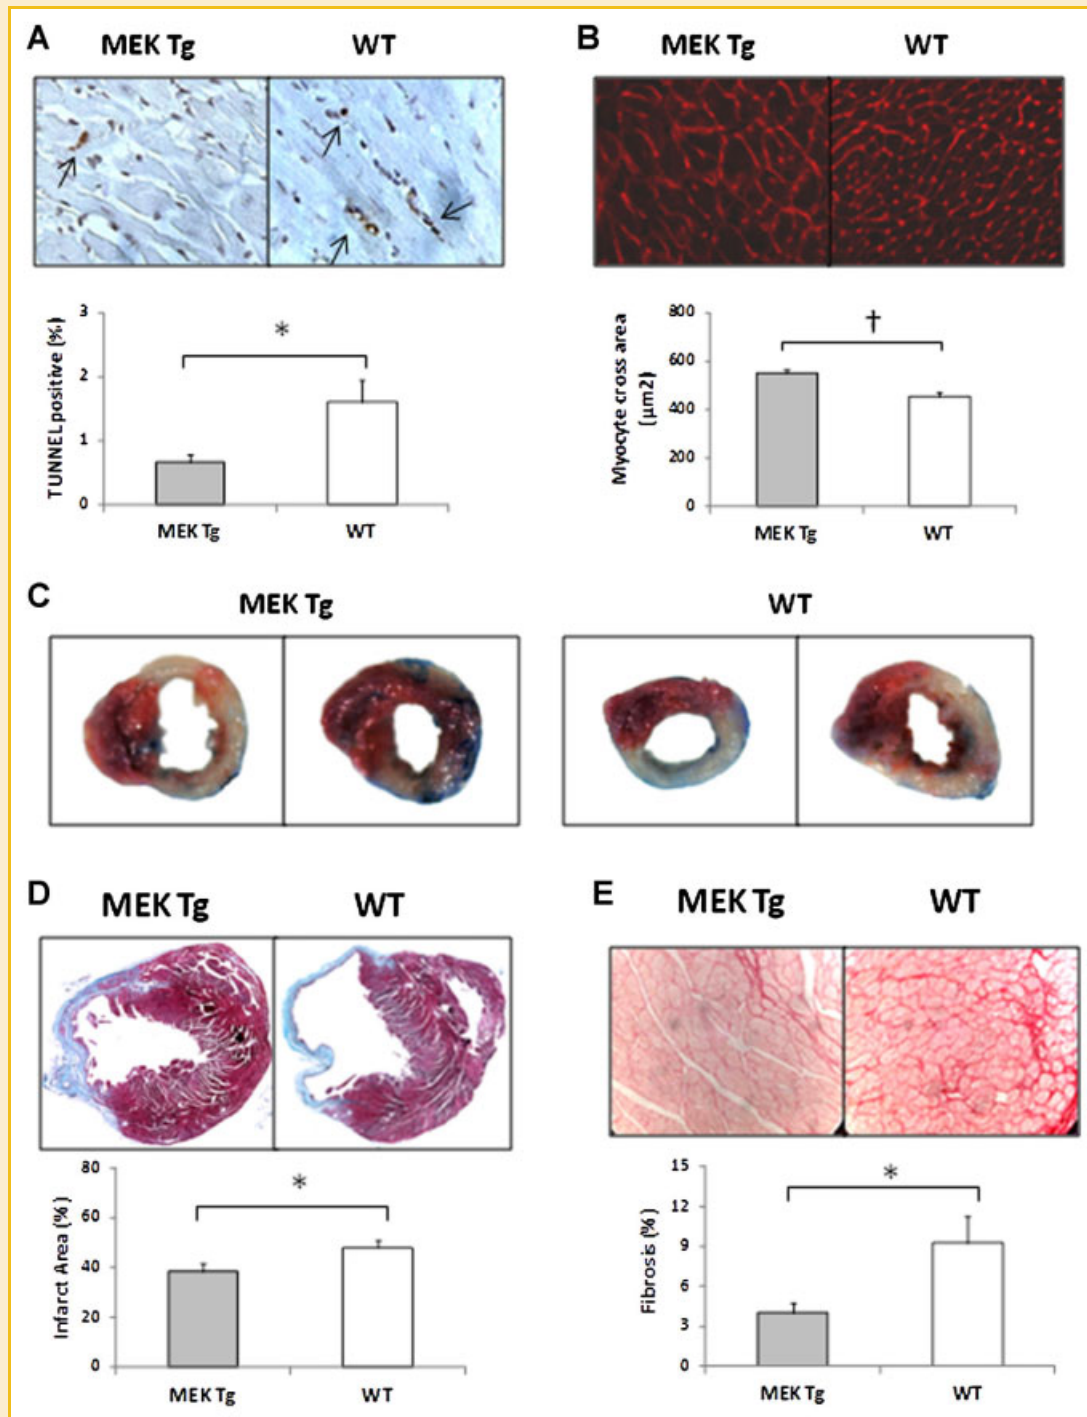 A
MEK Tg WT
TUNNEL positive (%)
3
2
1
0
*
MEK Tg WT
B
MEK Tg WT
Myocyte cross area
(µm2)
800
600
400
200
0
†
MEK Tg WT
C
MEK Tg WT
D
MEK Tg WT
Infarct Area (%)
80
60
40
20
0
*
MEK Tg WT
E
MEK Tg WT
Fibrosis (%)
15
12
9
6
3
0
*
MEK Tg WT